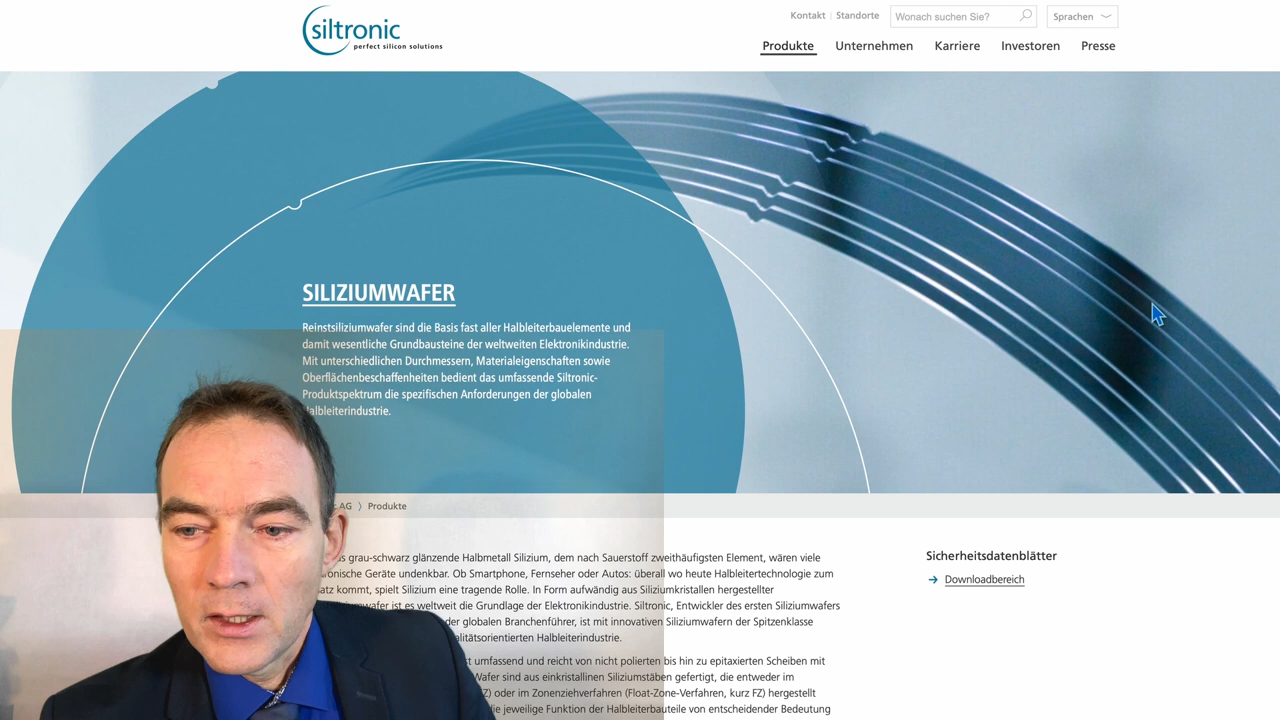 siltronic
perfect silicon solutions
Kontakt | Standorte
Wonach suchen Sie?
Sprachen
Produkte Unternehmen Karriere Investoren Presse
SILIZIUMWAFER
Reinstsiliziumwafer sind die Basis fast aller Halbleiterbauelemente und
damit wesentliche Grundbausteine der weltweiten Elektronikindustrie.
Mit unterschiedlichen Durchmessern, Materialeigenschaften sowie
Oberflächenbeschaffenheiten bedient das umfassende Siltronic-
Produktspektrum die spezifischen Anforderungen der globalen
Halbleiterindustrie.
AG 〉 Produkte
grau-schwarz glänzende Halbmetall Silizium, dem nach Sauerstoff zweithäufigsten Element, wären viele
Geräte undenkbar. Ob Smartphone, Fernseher oder Autos: überall wo heute Halbleitertechnologie zum
kommt, spielt Silizium eine tragende Rolle. In Form aufwändig aus Siliziumkristallen hergestellter
ist es weltweit die Grundlage der Elektronikindustrie. Siltronic, Entwickler des ersten Siliziumwafers
der globalen Branchenführer, ist mit innovativen Siliziumwafern der Spitzenklasse
Halbleiterindustrie.
umfassend und reicht von nicht polierten bis hin zu epitaxierten Scheiben mit
Wafer sind aus einkristallinen Siliziumstäben gefertigt, die entweder im
oder im Zonenziehverfahren (Float-Zone-Verfahren, kurz FZ) hergestellt
die jeweilige Funktion der Halbleiterbauteile von entscheidender Bedeutung
Sicherheitsdatenblätter
Downloadbereich